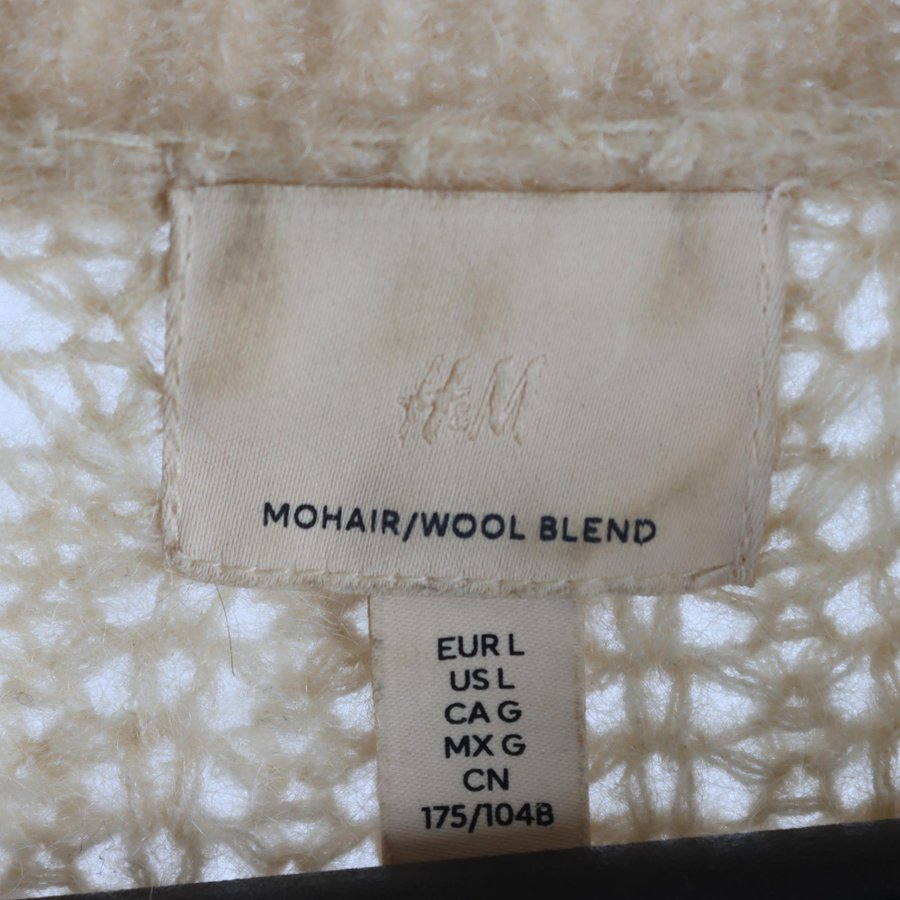 H&M
MOHAIR/WOOL BLEND
EUR L
US L
CA G
MX G
CN
175/104B